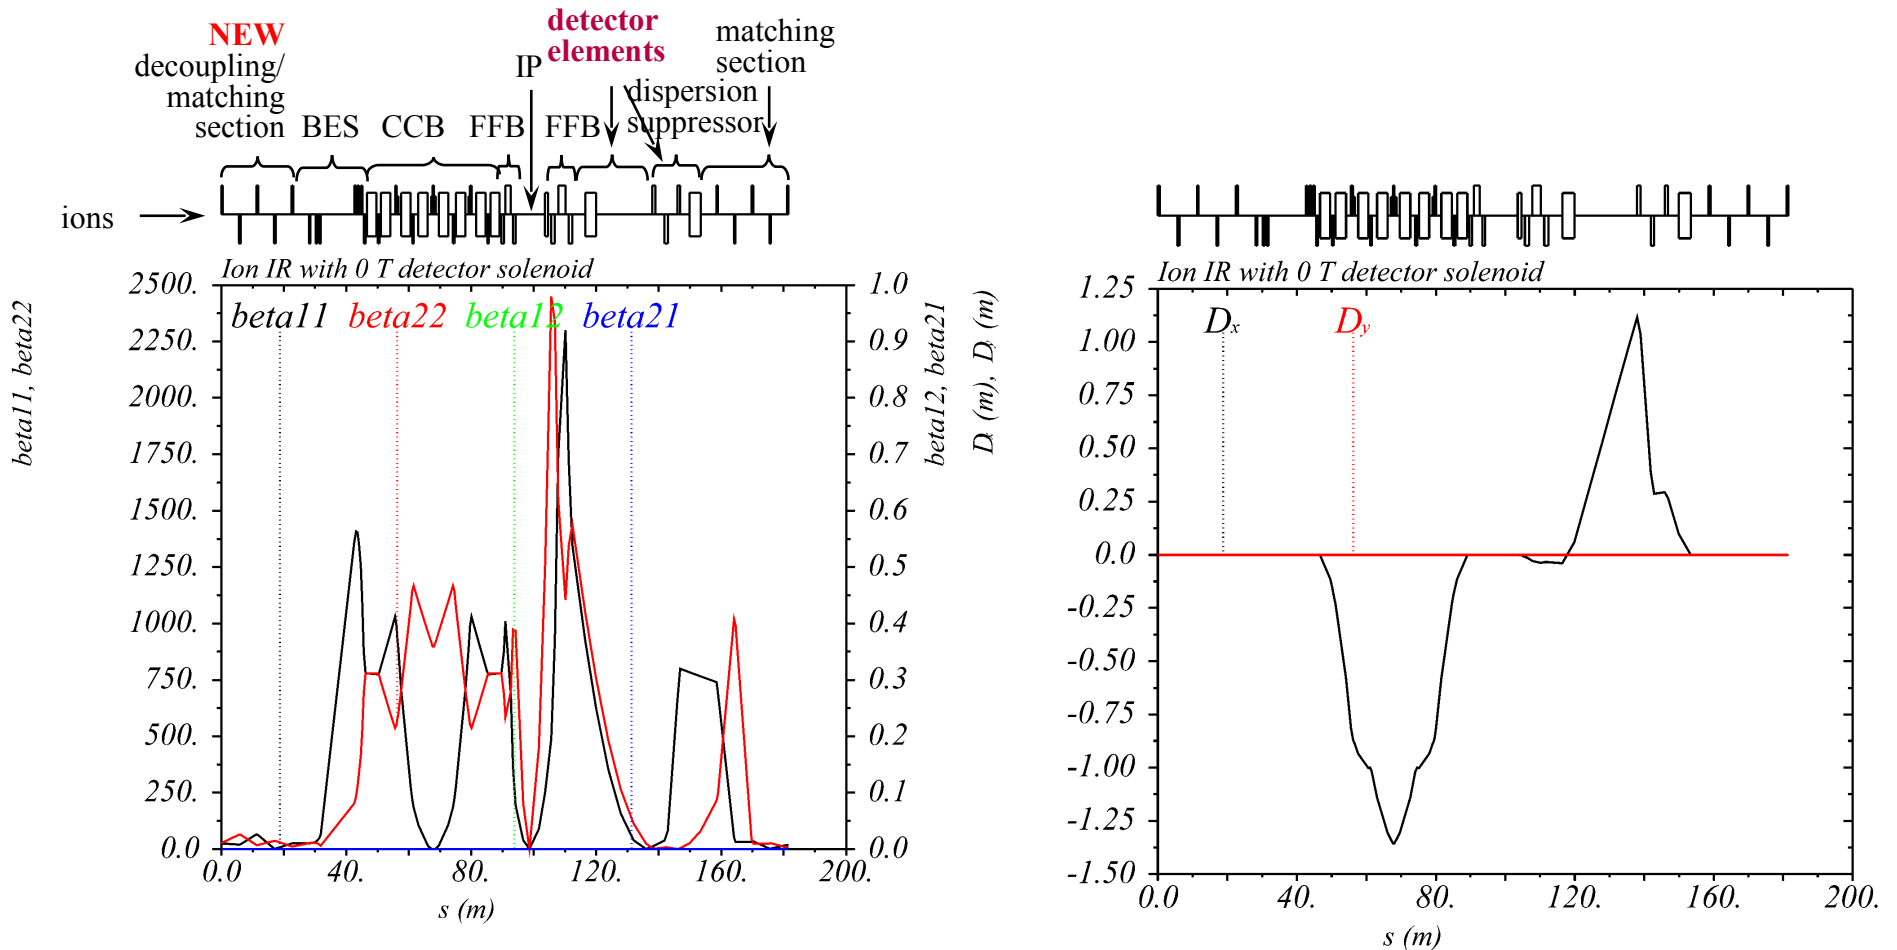 NEW
decoupling/
matching
section
BES
CCB
FFB
IP
FFB
detector
elements
dispersion
suppressor
matching
section
ions
Ion IR with 0 T detector solenoid
beta11 beta22 beta12 beta21
beta11, beta22
2500.
2250.
2000.
1750.
1500.
1250.
1000.
750.
500.
250.
0.0
1.0
0.9
0.8
0.7
0.6
0.5
0.4
0.3
0.2
0.1
0.0
beta12, beta21
0.0 40. 80. 120. 160. 200.
s (m)
Ion IR with 0 T detector solenoid
Dx Dy
Dx (m), Dy (m)
1.25
1.00
0.75
0.50
0.25
0.0
-0.25
-0.50
-0.75
-1.00
-1.25
-1.50
0.0 40. 80. 120. 160. 200.
s (m)